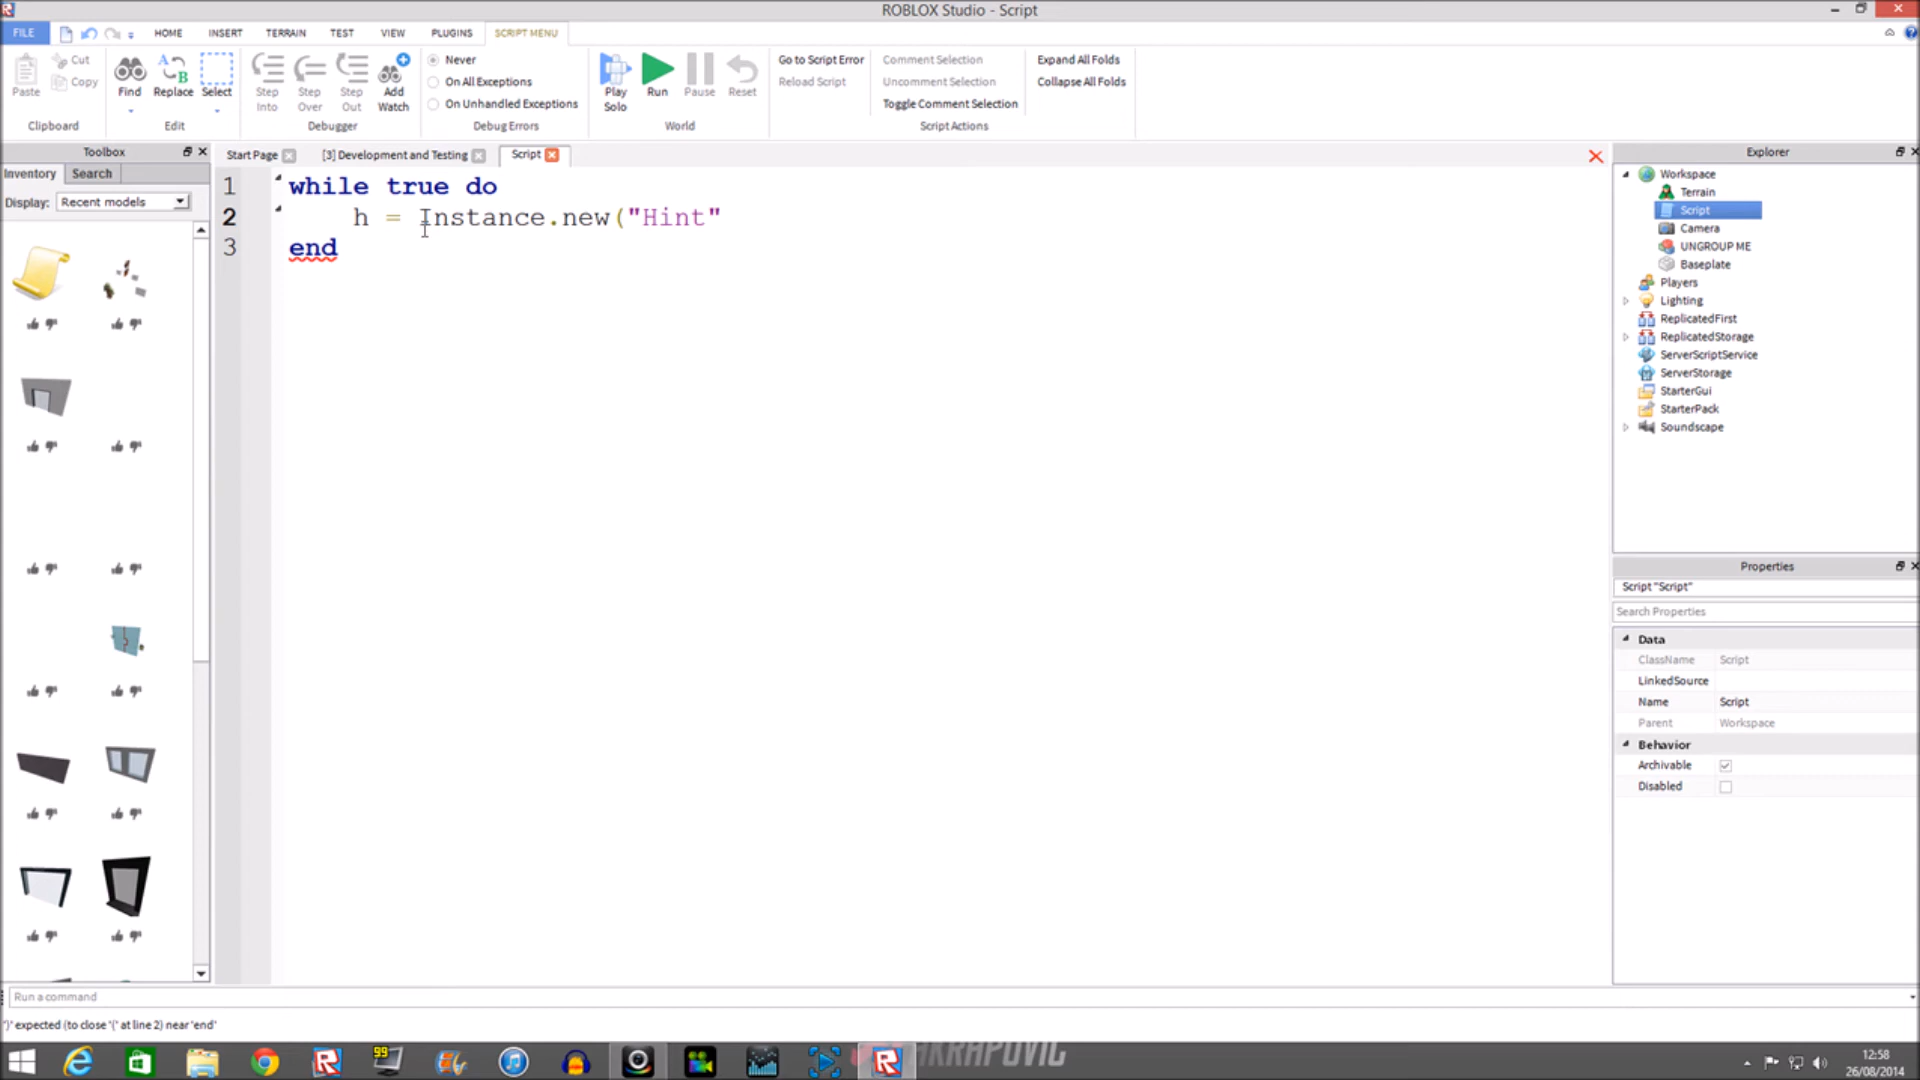 ROBLOX Studio - Script
FILE HOME INSERT TERRAIN TEST VIEW PLUGINS SCRIPT MENU
Paste
Cut
Copy
Clipboard
Find
Replace
Select
Edit
Step Into
Step Over
Step Out
Add Watch
Debugger
Never
On All Exceptions
On Unhandled Exceptions
Debug Errors
Play Solo
Run
Pause
Reset
World
Go to Script Error
Reload Script
Comment Selection
Uncomment Selection
Toggle Comment Selection
Expand All Folds
Collapse All Folds
Script Actions
Toolbox
Inventory Search
Display: Recent models
Start Page [3] Development and Testing Script
1 while true do
2 h = Instance.new("Hint"
3 end
Explorer
Workspace
Terrain
Script
Camera
UNGROUP ME
Baseplate
Players
Lighting
ReplicatedFirst
ReplicatedStorage
ServerScriptService
ServerStorage
StarterGui
StarterPack
Soundscape
Properties
Script "Script"
Search Properties
Data
ClassName Script
LinkedSource
Name Script
Parent Workspace
Behavior
Archivable
Disabled
Run a command
')' expected (to close '(' at line 2) near 'end'
99
AKRAPOVIC
12:58
26/08/2014